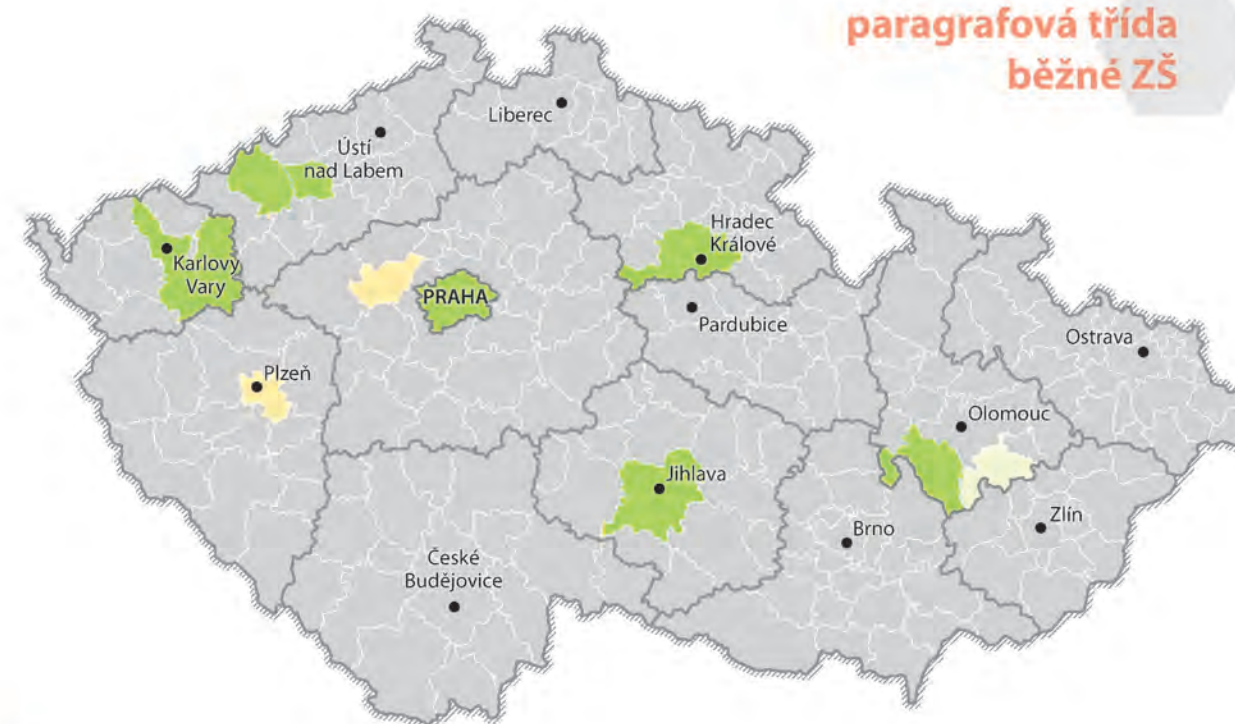 paragrafová třída
běžné ZŠ
Liberec
Ústí
nad Labem
Hradec
Králové
Karlovy
Vary
PRAHA
Pardubice
Ostrava
Plzeň
Olomouc
Jihlava
Brno
Zlín
České
Budějovice